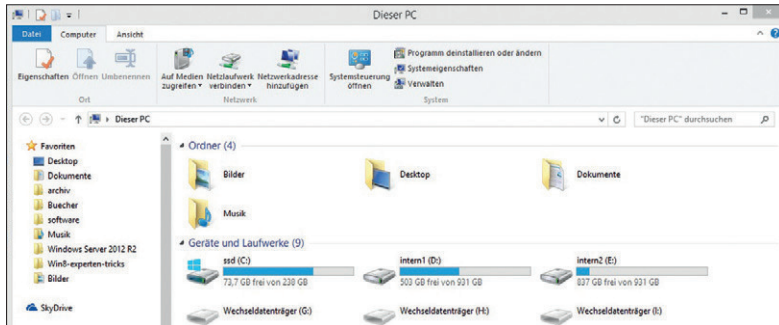 Dieser PC
Datei Computer Ansicht
Eigenschaften Öffnen Umbenennen
Ort
Auf Medien zugreifen
Netzlaufwerk verbinden
Netzwerkadresse hinzufügen
Netzwerk
Systemsteuerung öffnen
Programm deinstallieren oder ändern
Systemeigenschaften
Verwalten
System
Dieser PC
"Dieser PC" durchsuchen
Favoriten
Desktop
Dokumente
archiv
Buecher
software
Musik
Windows Server 2012 R2
Win8-experten-tricks
Bilder
SkyDrive
Ordner (4)
Bilder
Desktop
Dokumente
Musik
Geräte und Laufwerke (9)
ssd (C:)
73,7 GB frei von 238 GB
intern1 (D:)
503 GB frei von 931 GB
intern2 (E:)
837 GB frei von 931 GB
Wechseldatenträger (G:)
Wechseldatenträger (H:)
Wechseldatenträger (I:)